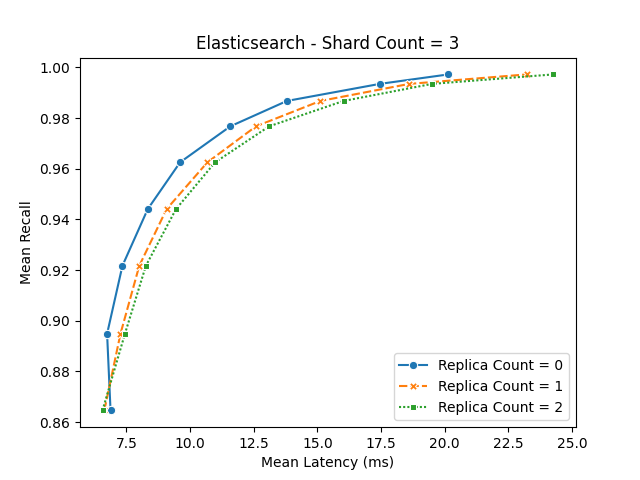 Elasticsearch - Shard Count = 3
Mean Recall
1.00
0.98
0.96
0.94
0.92
0.90
0.88
0.86
Replica Count = 0
Replica Count = 1
Replica Count = 2
7.5 10.0 12.5 15.0 17.5 20.0 22.5 25.0
Mean Latency (ms)